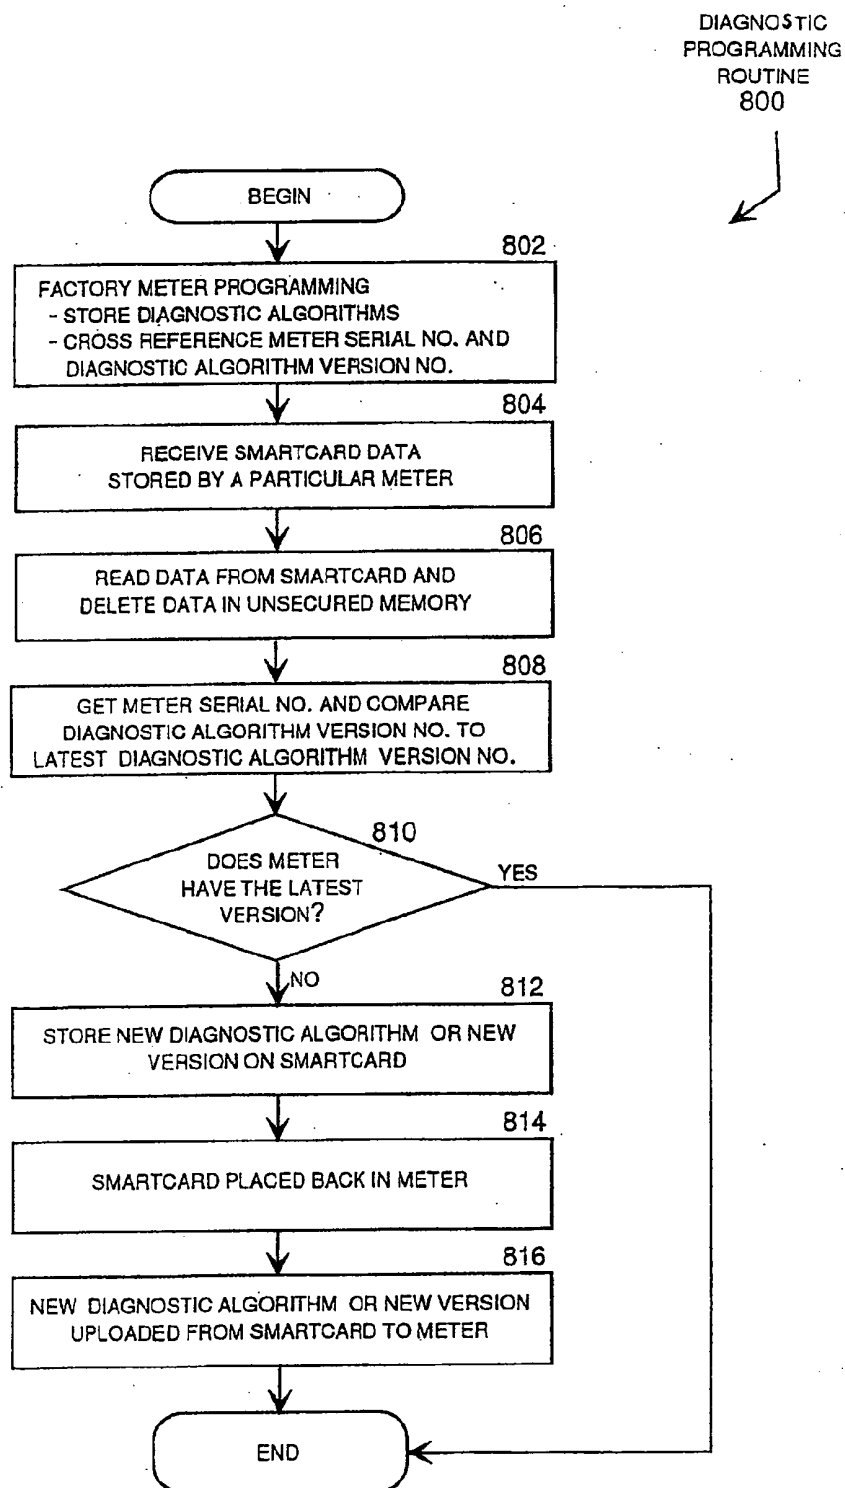 DIAGNOSTIC
PROGRAMMING
ROUTINE
800
BEGIN
802
FACTORY METER PROGRAMMING
- STORE DIAGNOSTIC ALGORITHMS
- CROSS REFERENCE METER SERIAL NO. AND
DIAGNOSTIC ALGORITHM VERSION NO.
804
RECEIVE SMARTCARD DATA
STORED BY A PARTICULAR METER
806
READ DATA FROM SMARTCARD AND
DELETE DATA IN UNSECURED MEMORY
808
GET METER SERIAL NO. AND COMPARE
DIAGNOSTIC ALGORITHM VERSION NO. TO
LATEST DIAGNOSTIC ALGORITHM VERSION NO.
810
DOES METER
HAVE THE LATEST
VERSION?
YES
NO
812
STORE NEW DIAGNOSTIC ALGORITHM OR NEW
VERSION ON SMARTCARD
814
SMARTCARD PLACED BACK IN METER
816
NEW DIAGNOSTIC ALGORITHM OR NEW VERSION
UPLOADED FROM SMARTCARD TO METER
END